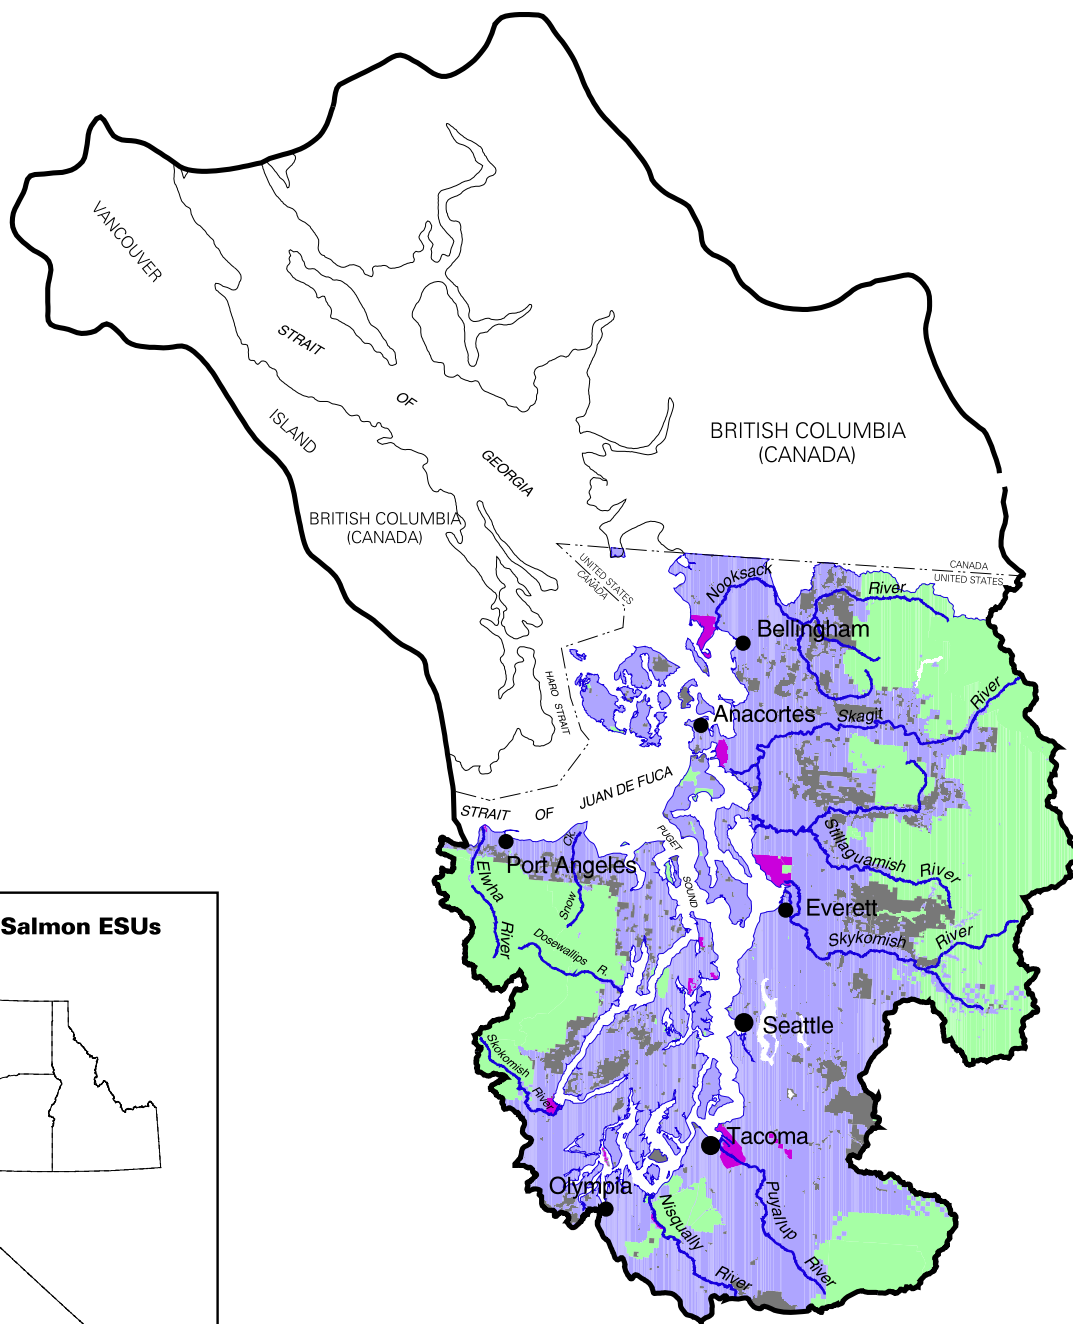 VANCOUVER
STRAIT
OF
GEORGIA
ISLAND
BRITISH COLUMBIA
(CANADA)
BRITISH COLUMBIA
(CANADA)
CANADA
UNITED STATES
UNITED STATES
CANADA
Nooksack
River
Bellingham
HARO STRAIT
Anacortes
Skagit
River
STRAIT OF JUAN DE FUCA
PUGET
SOUND
Port Angeles
Elwha
River
Snow
Ck.
Dosewallips R.
Stillaguamish River
Everett
Skykomish
River
Seattle
Skokomish
River
Tacoma
Olympia
Nisqually
River
Puyallup
River
Salmon ESUs